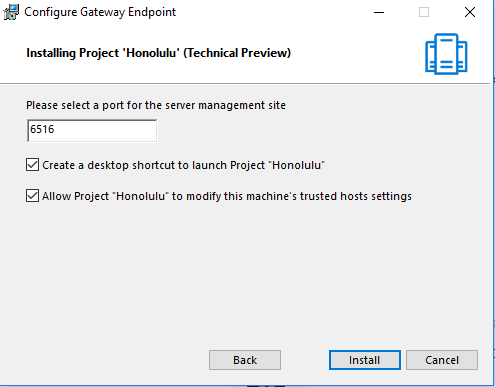 Configure Gateway Endpoint
Installing Project 'Honolulu' (Technical Preview)
Please select a port for the server management site
6516
Create a desktop shortcut to launch Project "Honolulu"
Allow Project "Honolulu" to modify this machine's trusted hosts settings
Back
Install
Cancel